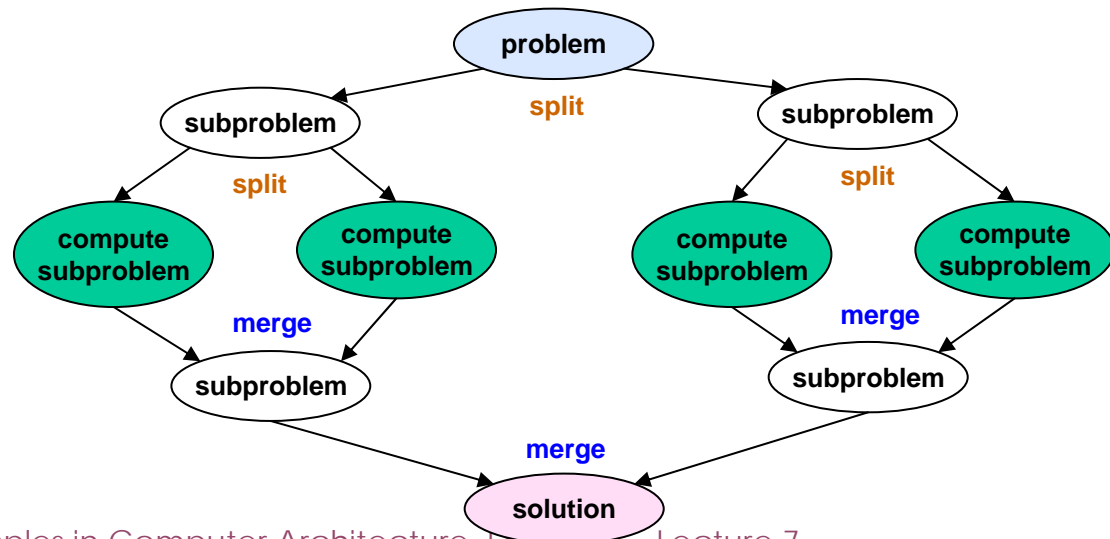 problem
split
subproblem
subproblem
split
split
compute
subproblem
compute
subproblem
compute
subproblem
compute
subproblem
merge
merge
subproblem
subproblem
merge
solution
in Computer Architecture Lecture 7